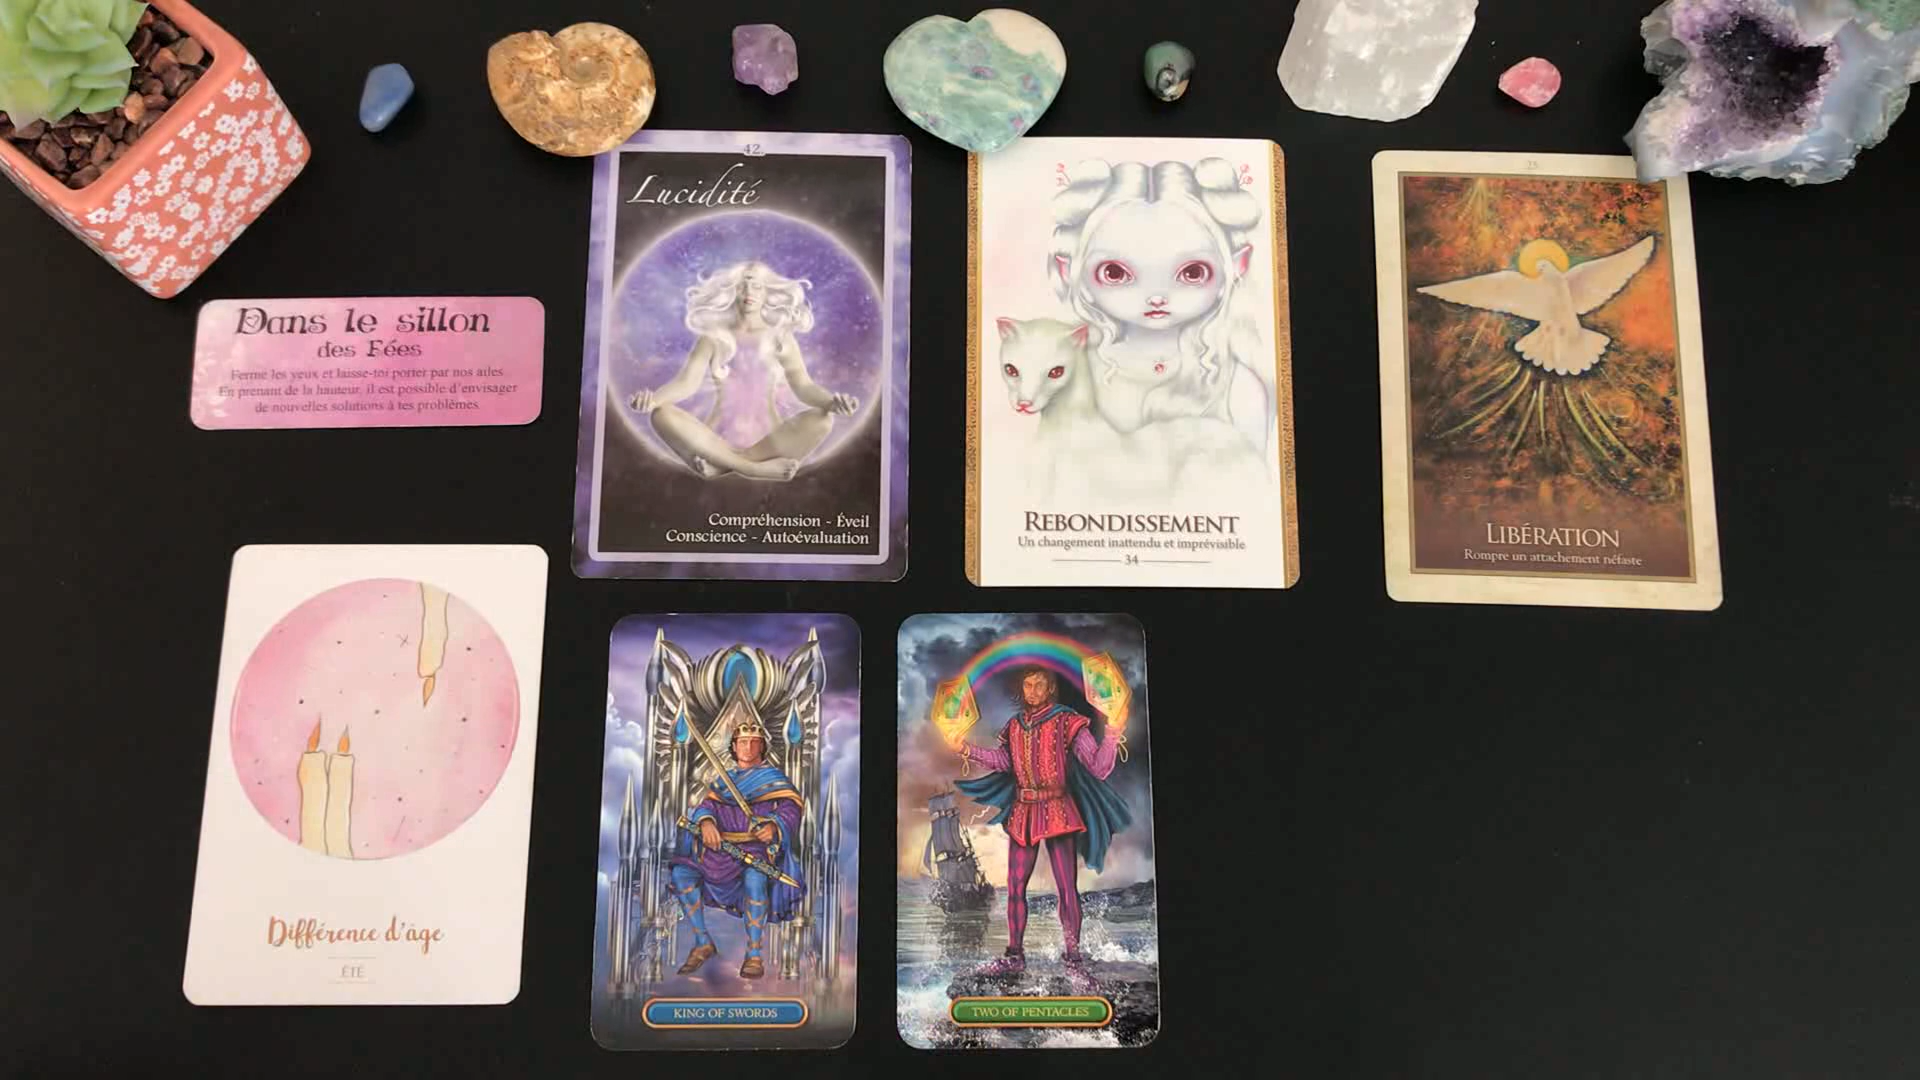 Dans le sillon
des Fées
Ferme les yeux et laisse-toi porter par nos ailes.
En prenant de la hauteur, il est possible d'envisager
de nouvelles solutions à tes problèmes.
42.
Lucidité
Compréhension - Éveil
Conscience - Autoévaluation
REBONDISSEMENT
Un changement inattendu et imprévisible
34
25
LIBÉRATION
Rompre un attachement néfaste
Différence d'âge
ÉTÉ
KING OF SWORDS
TWO OF PENTACLES